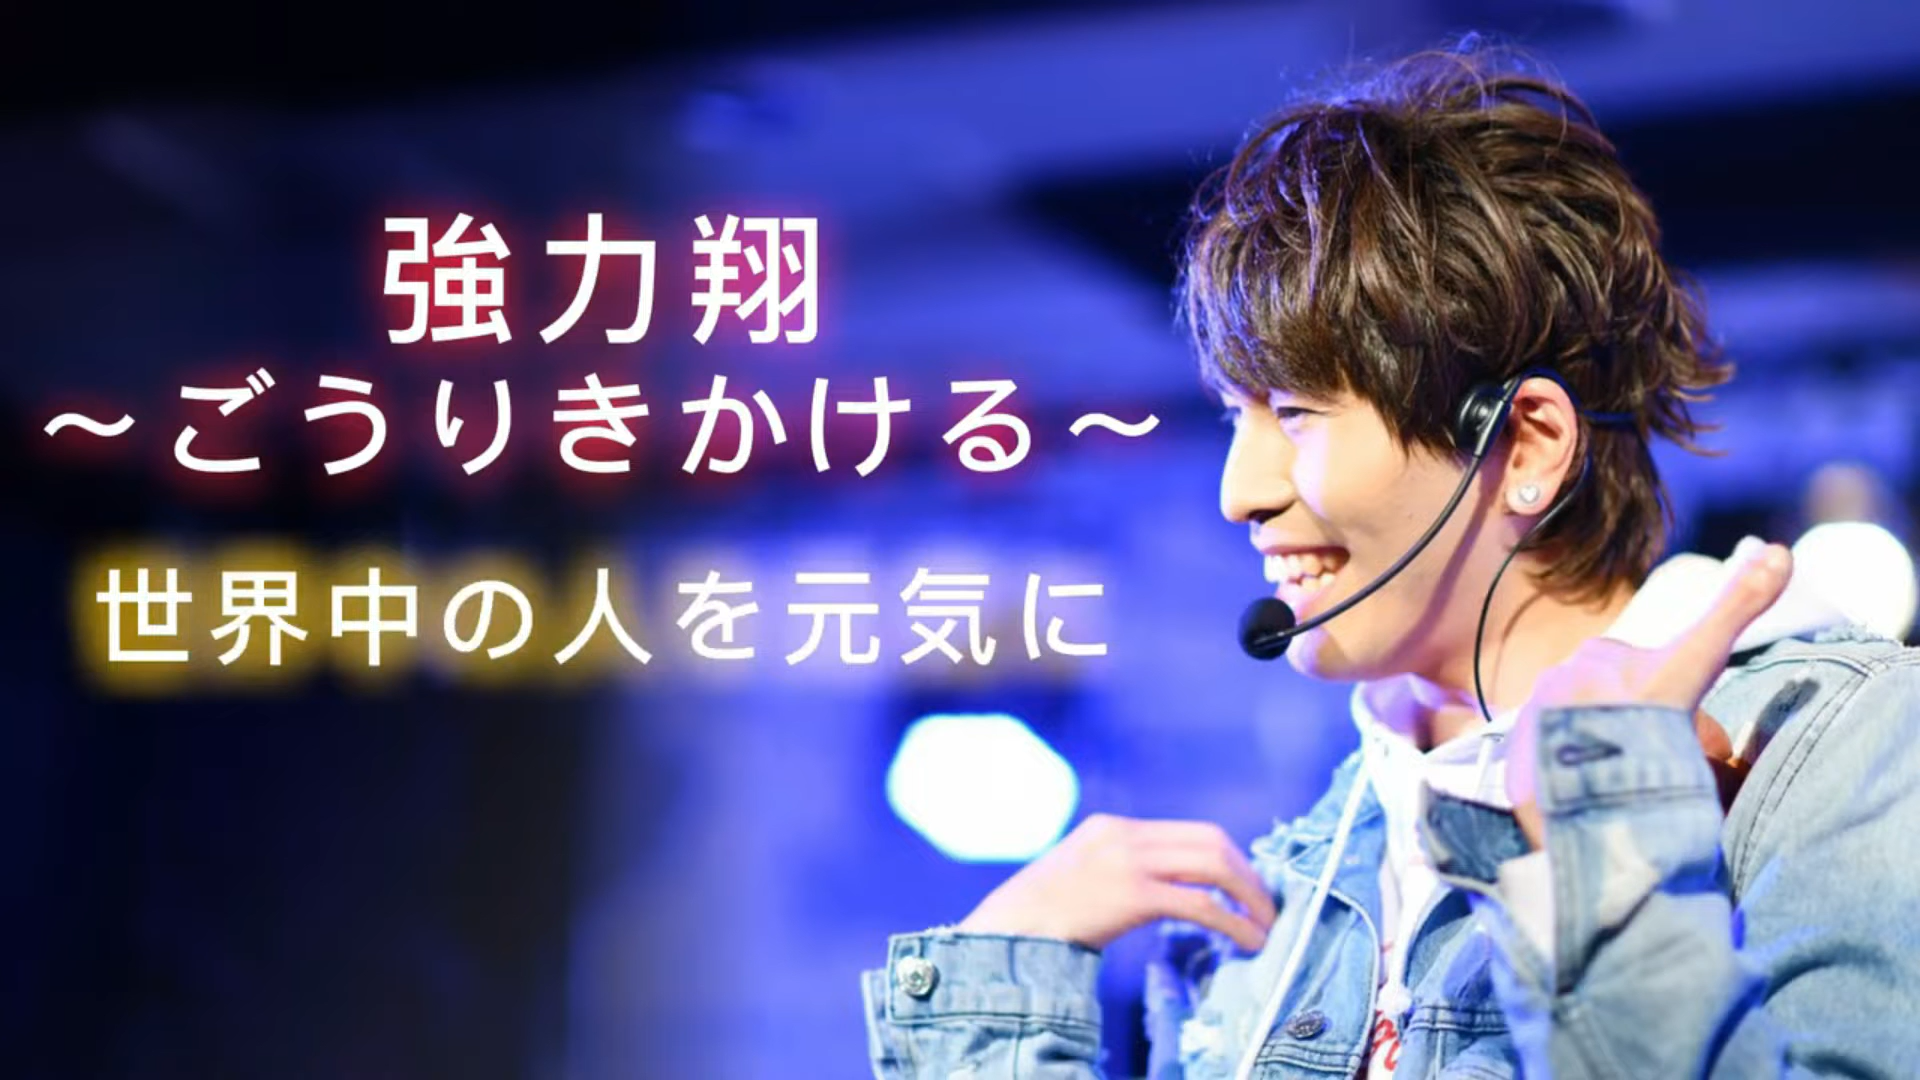 強力翔
～ごうりきかける～
世界中の人を元気に